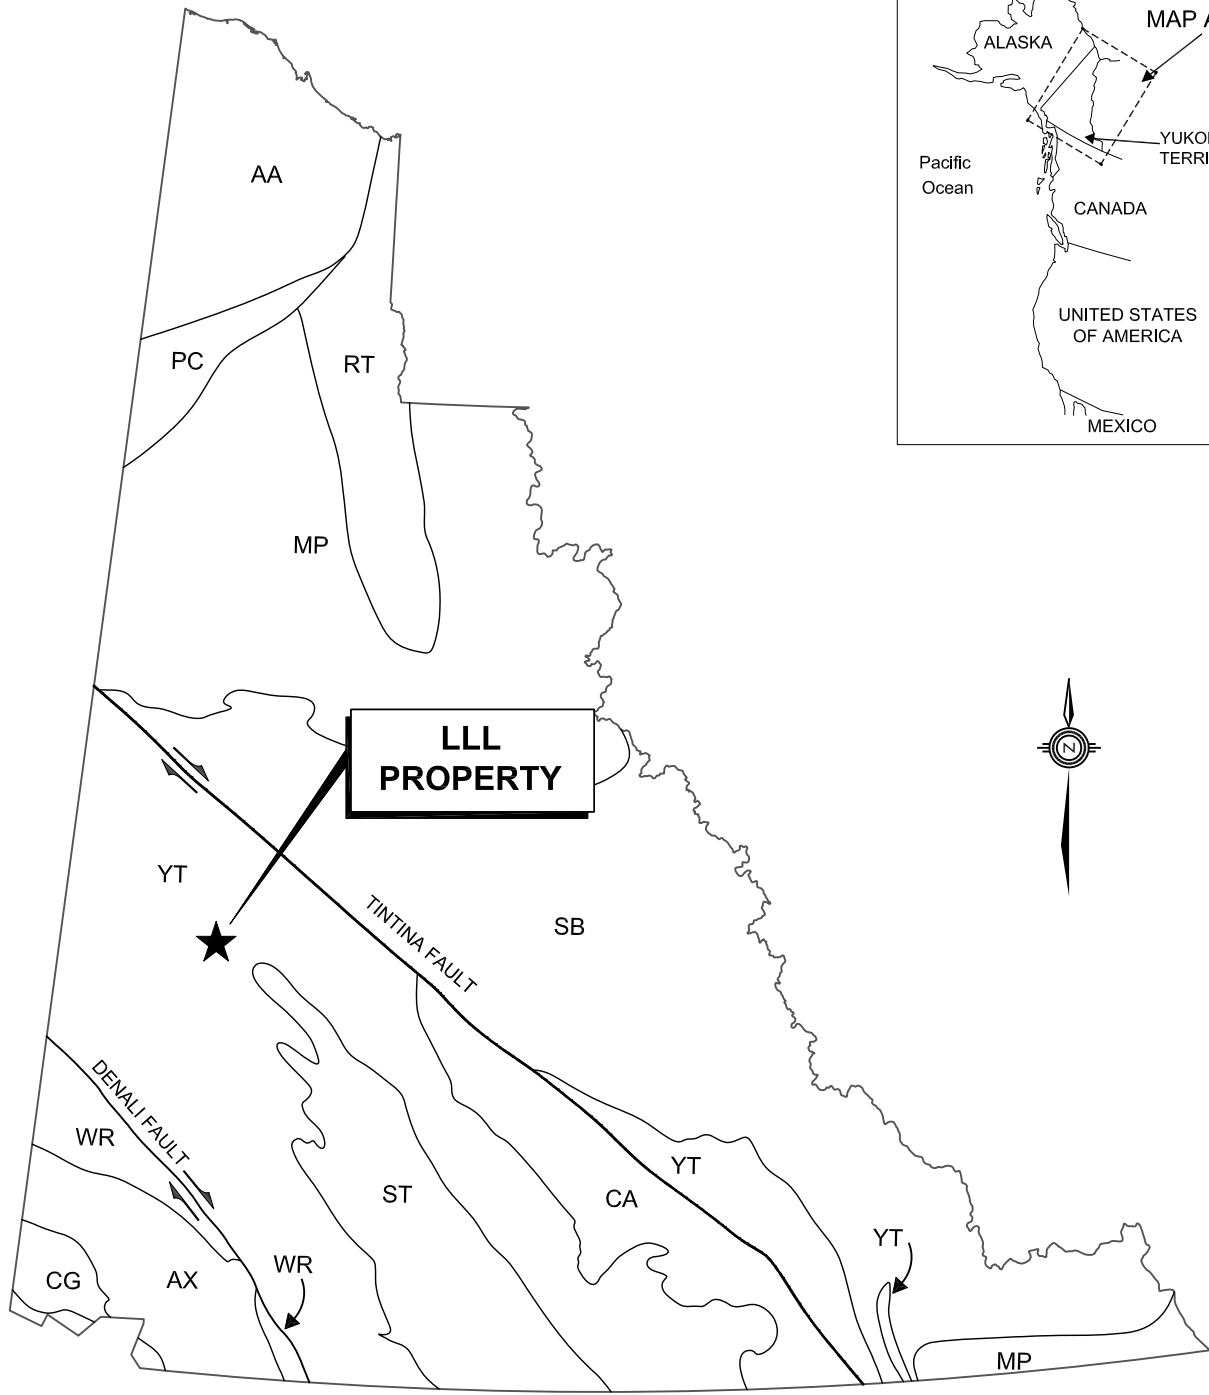 MAP A
ALASKA
YUKO
TERRI
Pacific
Ocean
CANADA
UNITED STATES
OF AMERICA
MEXICO
AA
PC
RT
MP
LLL
PROPERTY
N
YT
TINTINA FAULT
SB
DENALI FAULT
WR
ST
YT
CA
YT
WR
CG
AX
MP